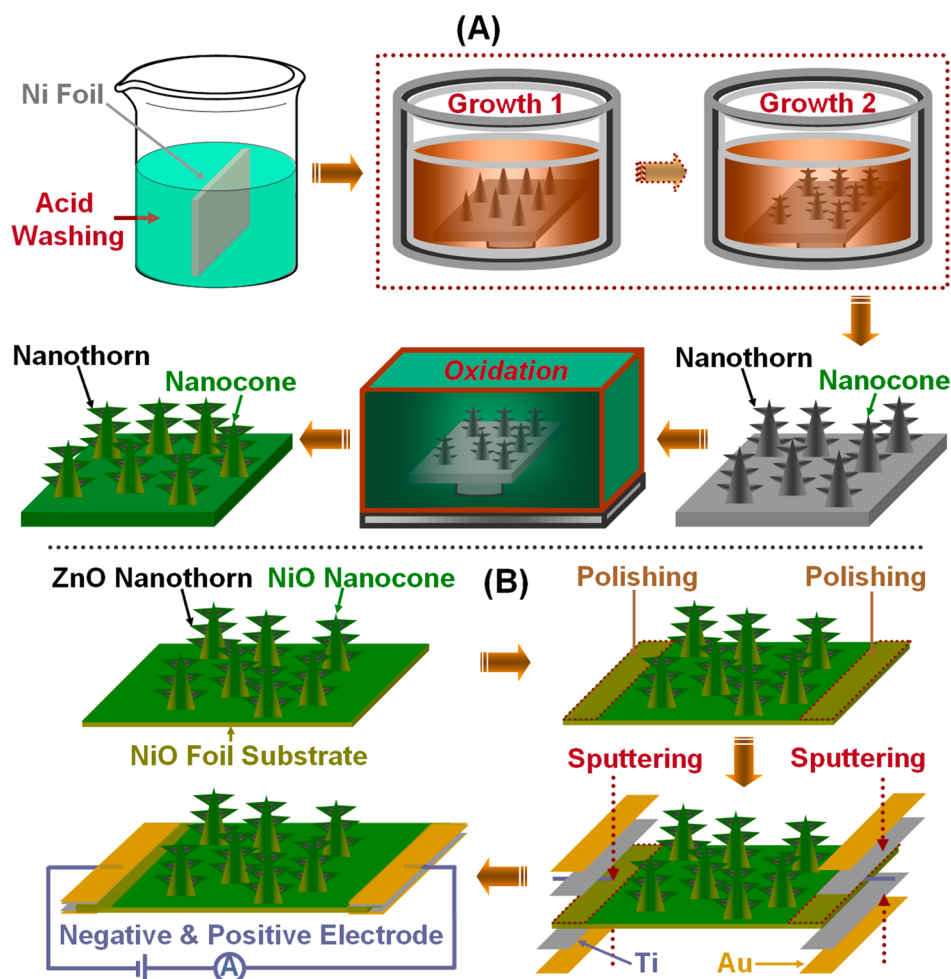 (A)
Ni Foil
Growth 1
Growth 2
Acid
Washing
Nanothorn
Nanocone
Oxidation
Nanothorn
Nanocone
ZnO Nanothorn
NiO Nanocone
(B)
Polishing
Polishing
NiO Foil Substrate
Sputtering
Sputtering
Negative & Positive Electrode
A
Ti
Au